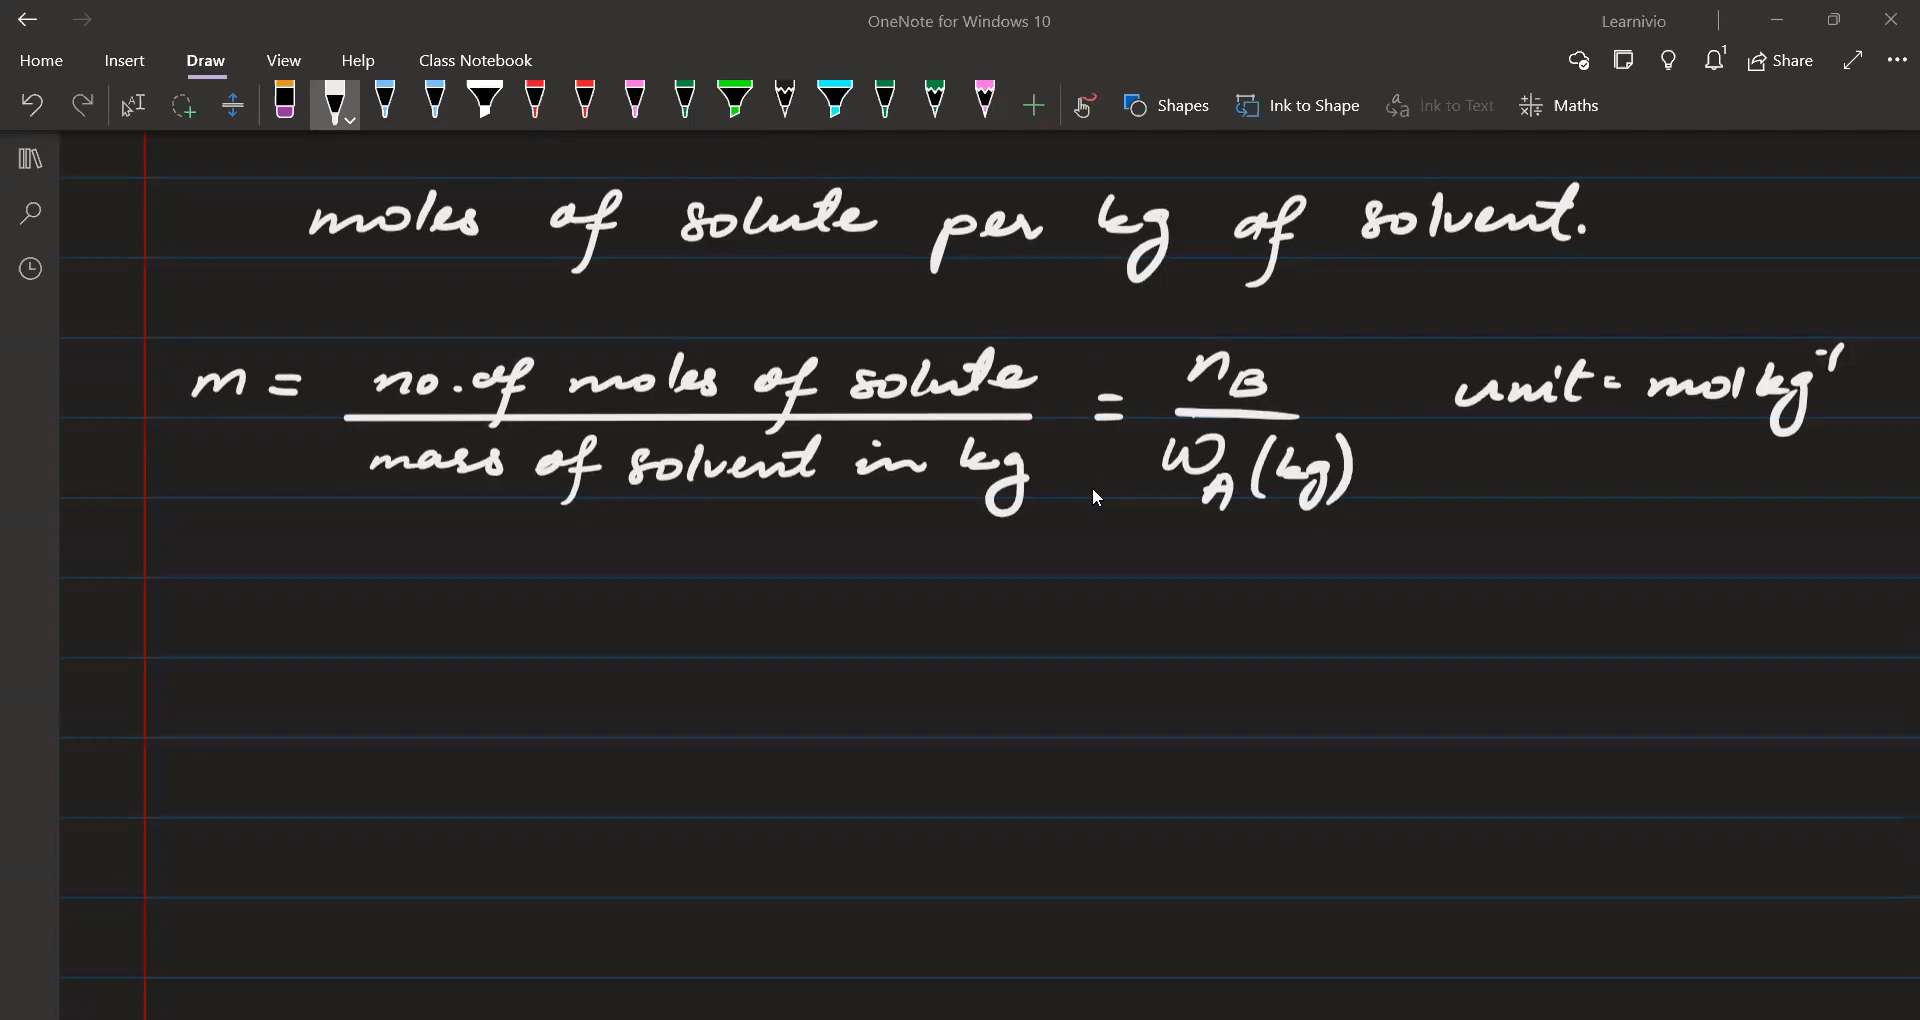 OneNote for Windows 10
Learnivio
Home Insert Draw View Help Class Notebook
1
Share
Shapes Ink to Shape Ink to Text Maths
moles of solute per kg of solvent.
m = no. of moles of solute / mass of solvent in kg = nB / WA (kg) unit = mol kg⁻¹